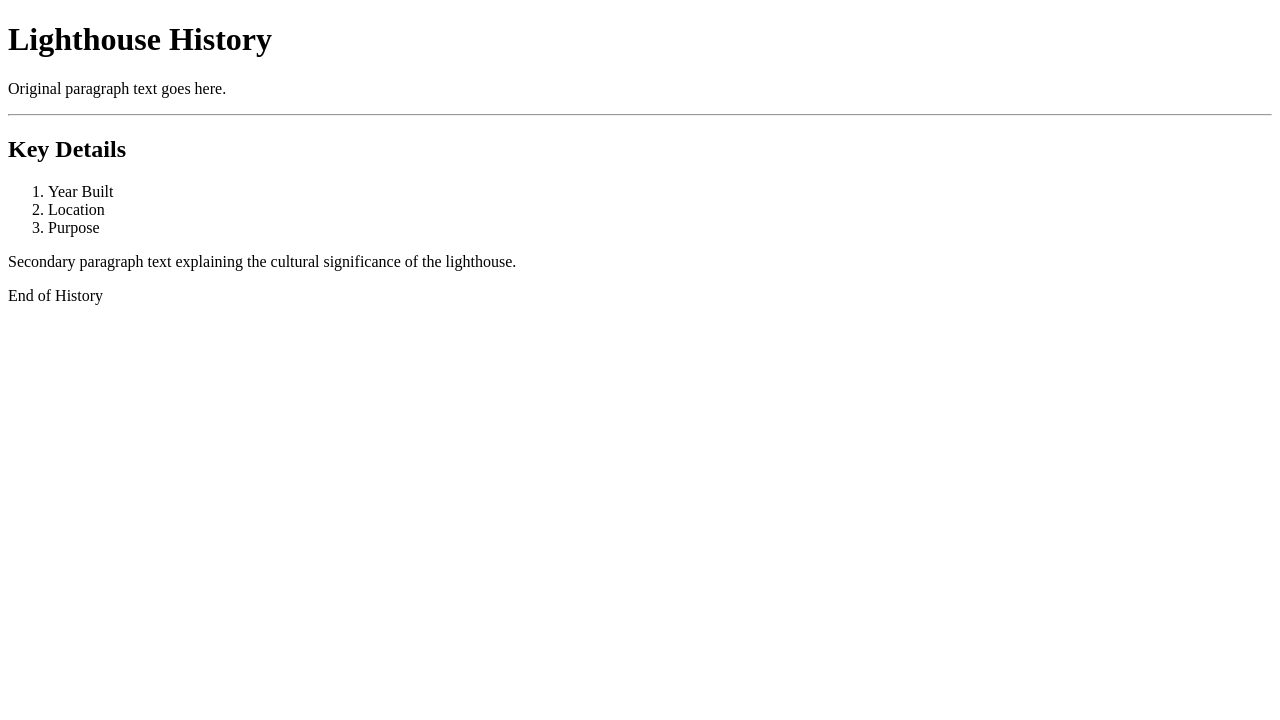 Lighthouse History
Original paragraph text goes here.
Key Details
1. Year Built
2. Location
3. Purpose
Secondary paragraph text explaining the cultural significance of the lighthouse.
End of History